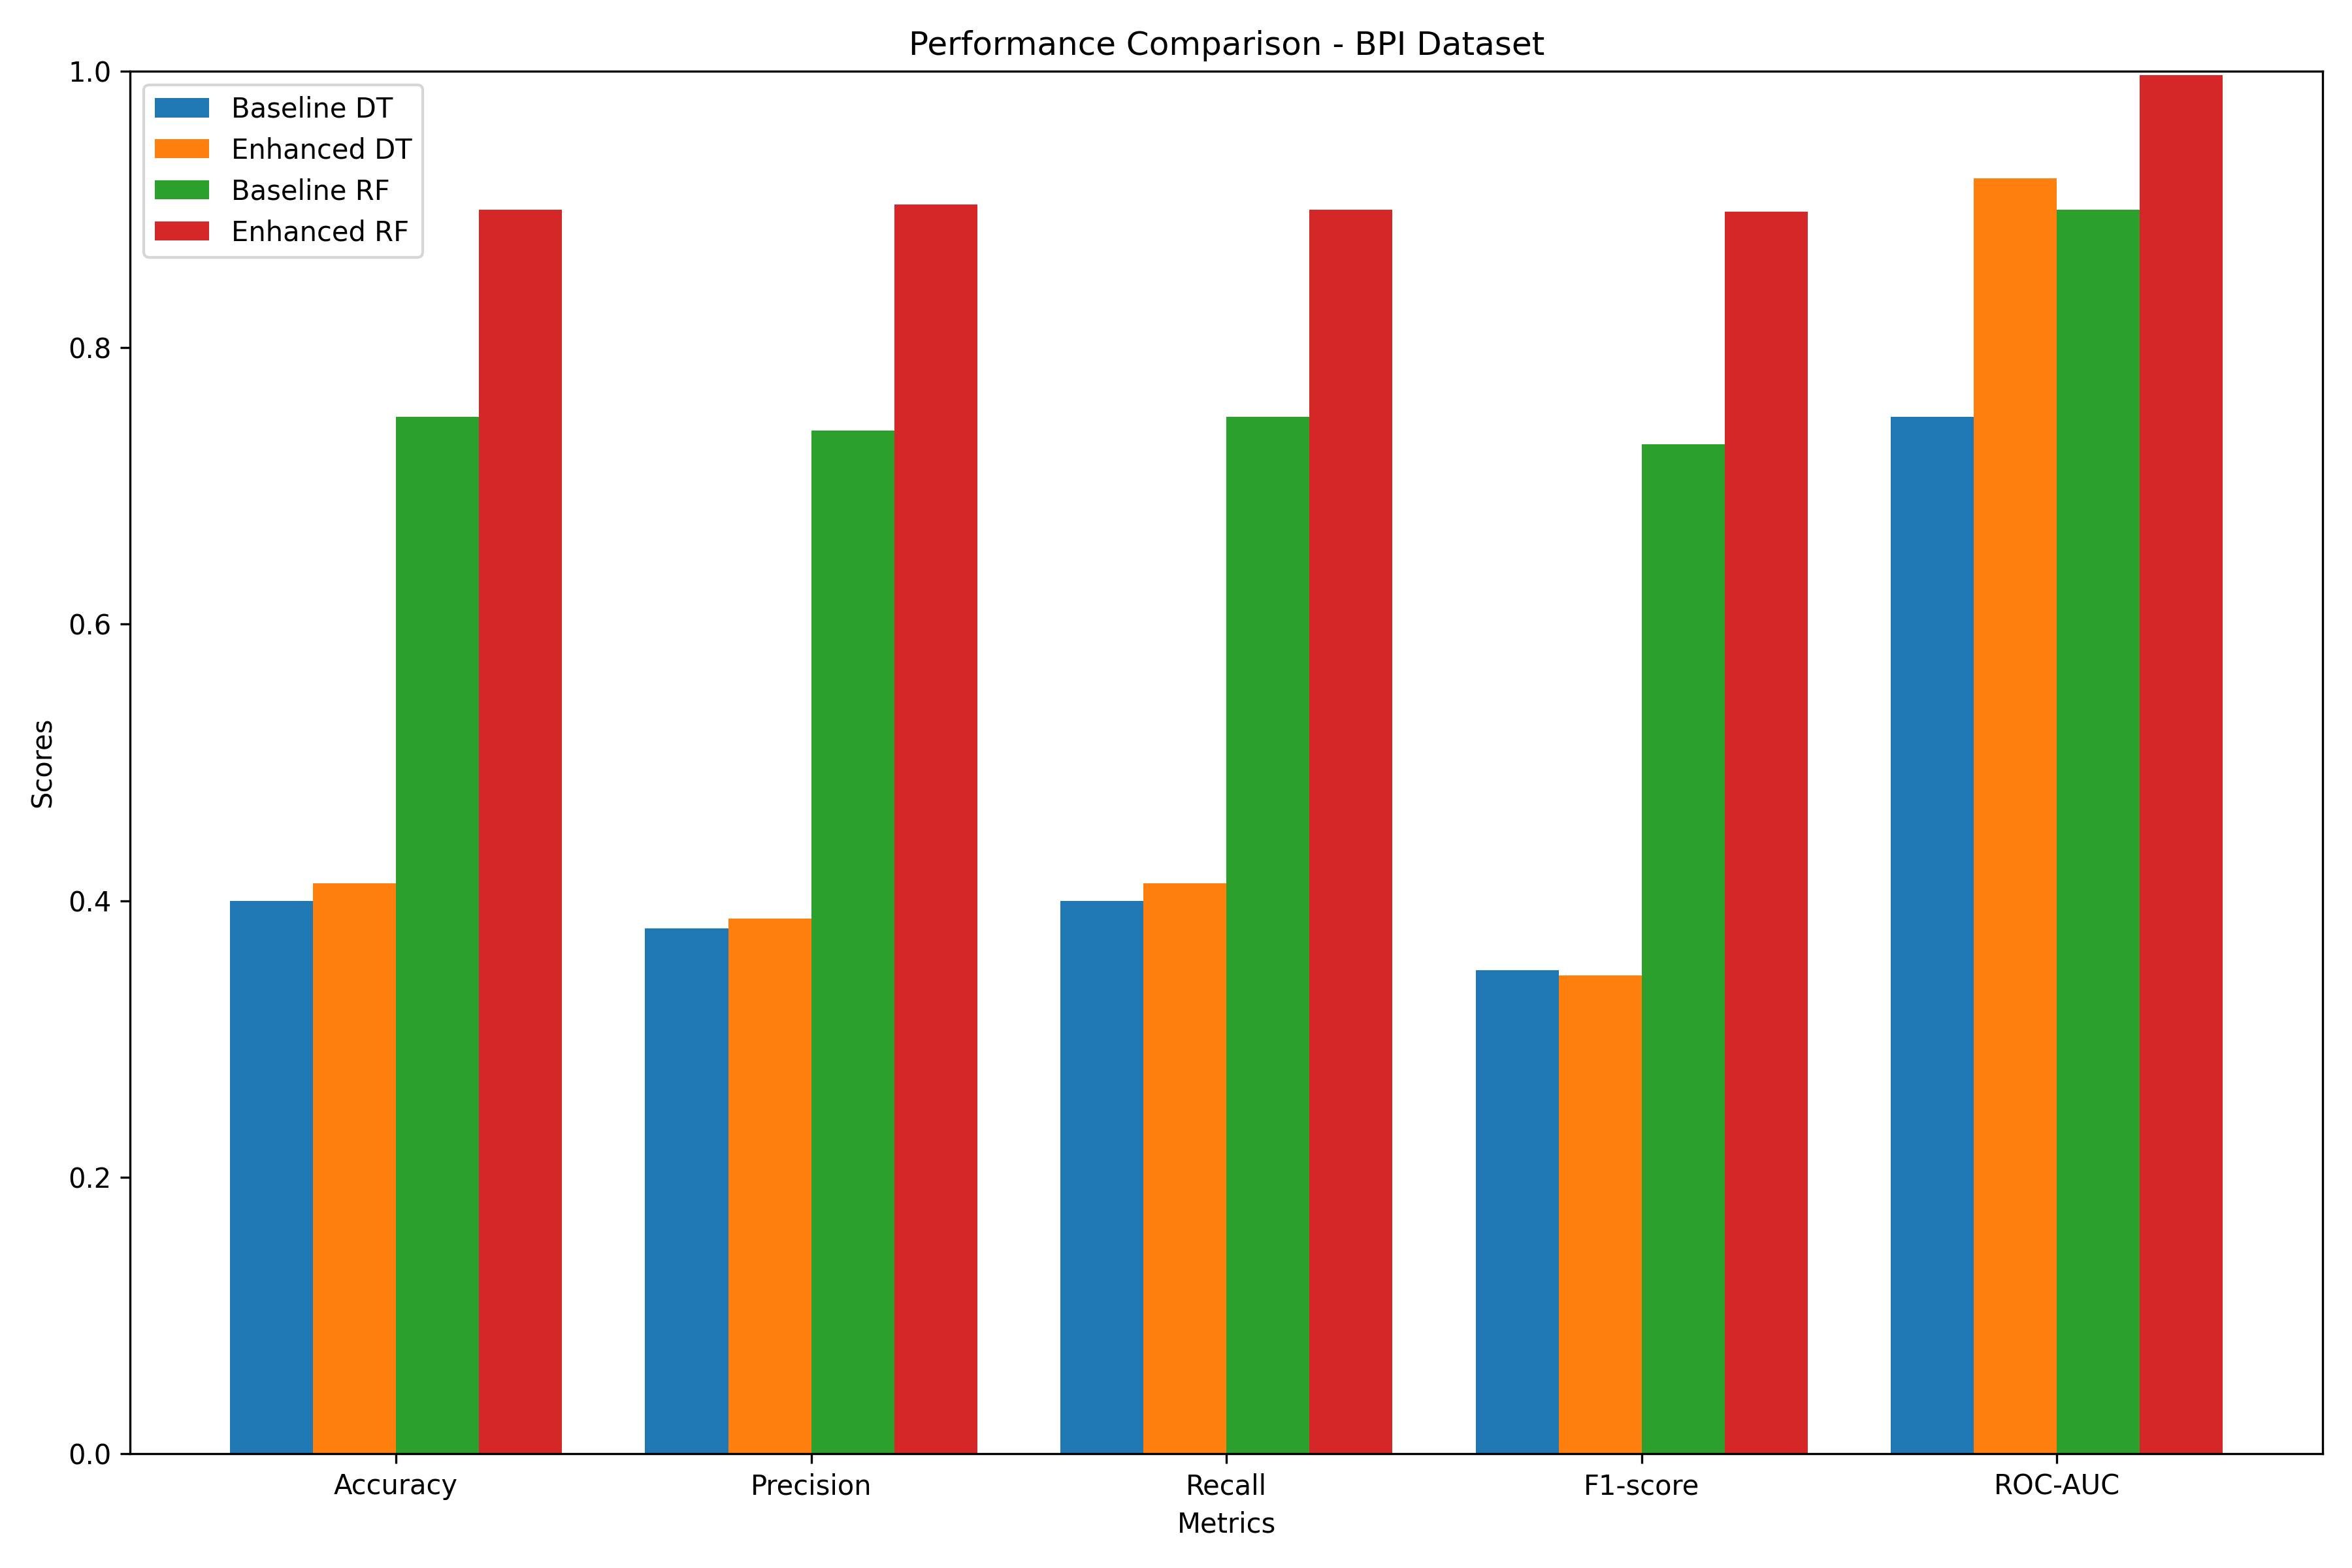 Performance Comparison - BPI Dataset
Baseline DT
Enhanced DT
Baseline RF
Enhanced RF
1.0
0.8
0.6
0.4
0.2
0.0
Scores
Accuracy
Precision
Recall
F1-score
ROC-AUC
Metrics